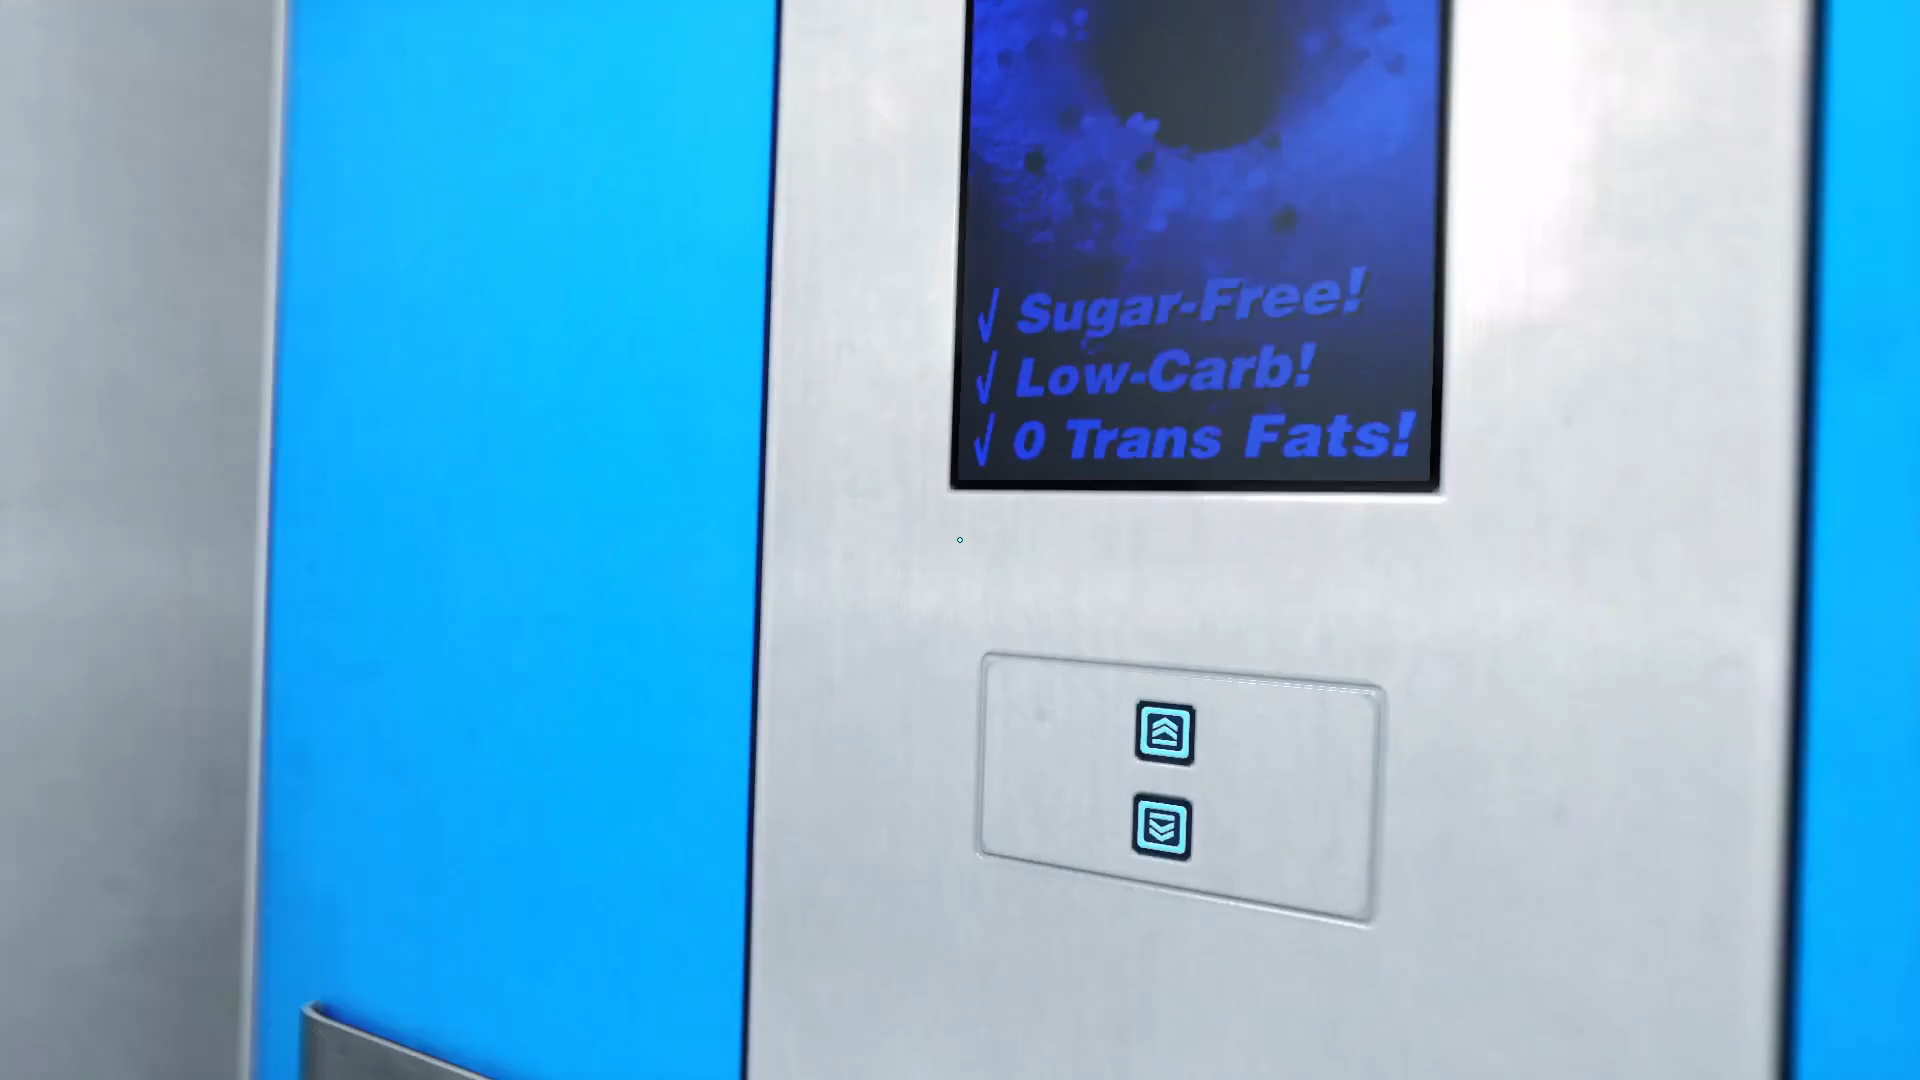 √ Sugar-Free!
√ Low-Carb!
√ 0 Trans Fats!